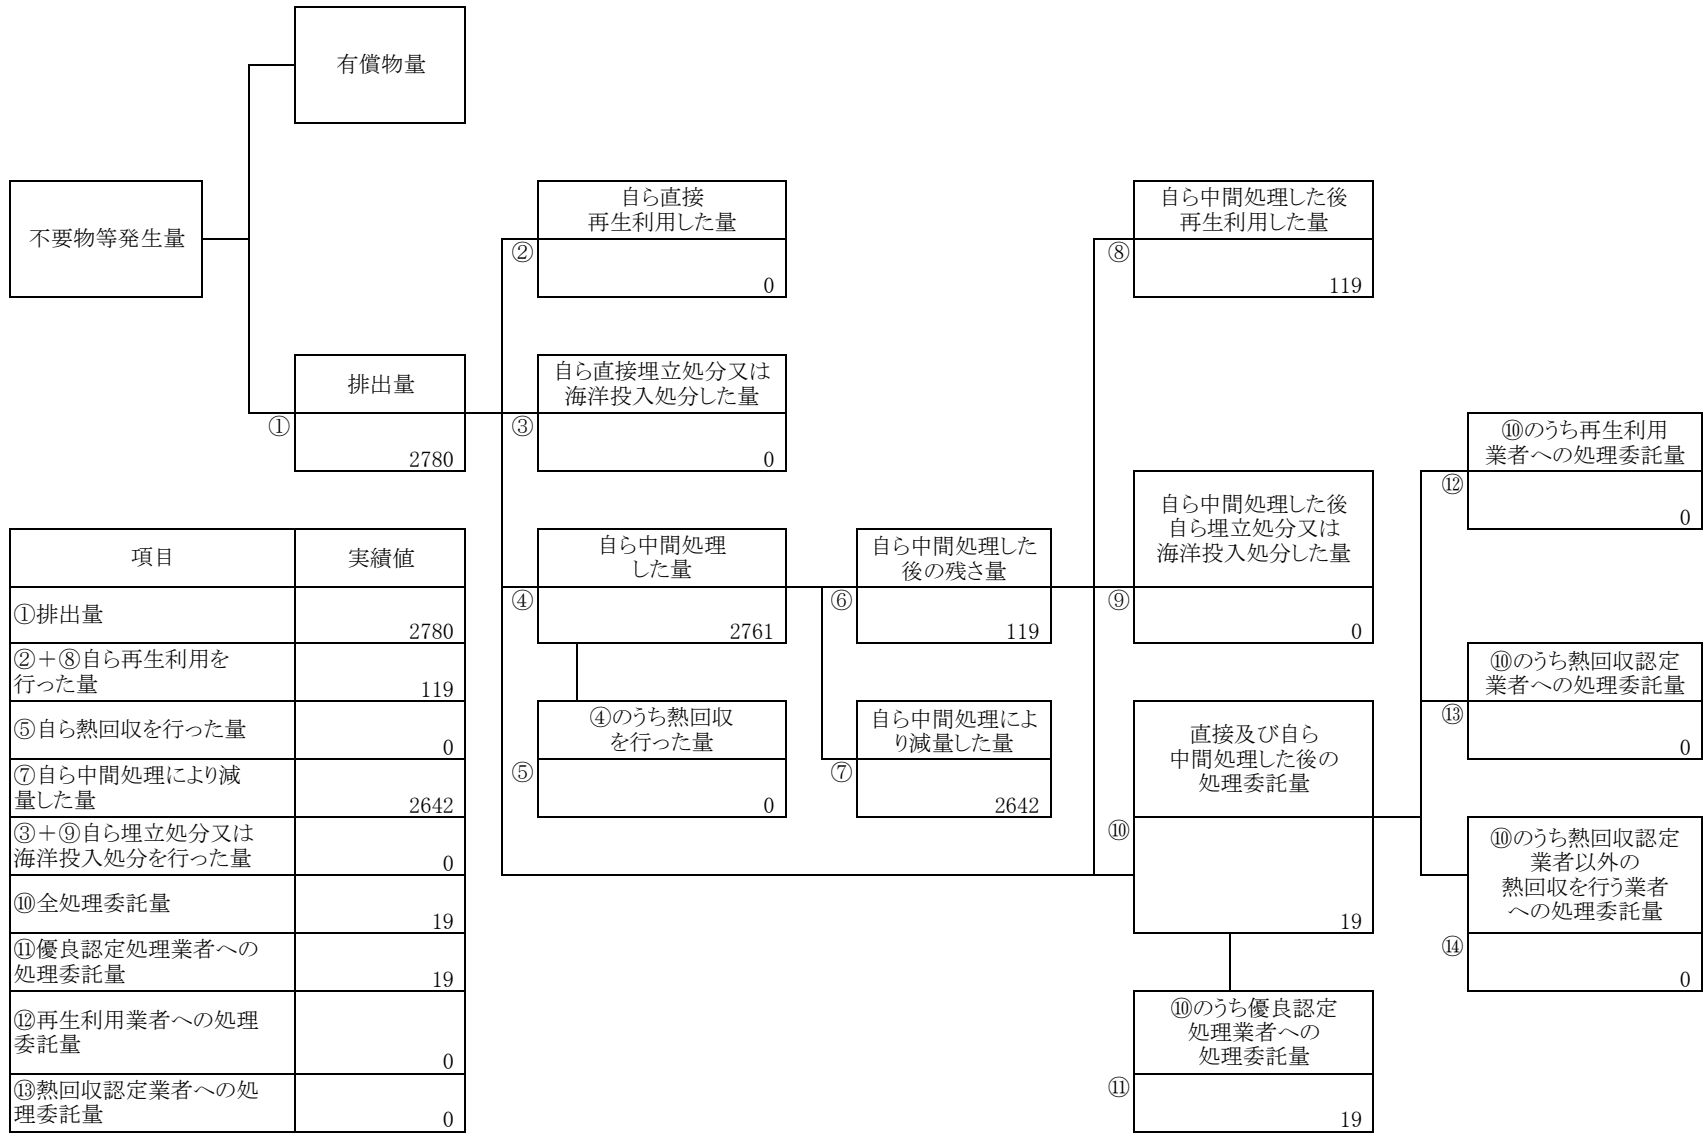 有償物量
不要物等発生量
自ら直接
再生利用した量
②
0
自ら中間処理した後
再生利用した量
⑧
119
排出量
①
2780
自ら直接埋立処分又は
海洋投入処分した量
③
0
⑩のうち再生利用
業者への処理委託量
⑫
0
自ら中間処理
した量
④
2761
自ら中間処理した
後の残さ量
⑥
119
自ら中間処理した後
自ら埋立処分又は
海洋投入処分した量
⑨
0
⑩のうち熱回収認定
業者への処理委託量
⑬
0
④のうち熱回収
を行った量
⑤
0
自ら中間処理によ
り減量した量
⑦
2642
直接及び自ら
中間処理した後の
処理委託量
⑩
19
⑩のうち熱回収認定
業者以外の
熱回収を行う業者
への処理委託量
⑭
0
⑩のうち優良認定
処理業者への
処理委託量
⑪
19
項目 実績値
①排出量
2780
②＋⑧自ら再生利用を
行った量
119
⑤自ら熱回収を行った量
0
⑦自ら中間処理により減
量した量
2642
③＋⑨自ら埋立処分又は
海洋投入処分を行った量
0
⑩全処理委託量
19
⑪優良認定処理業者への
処理委託量
19
⑫再生利用業者への処理
委託量
0
⑬熱回収認定業者への処
理委託量
0